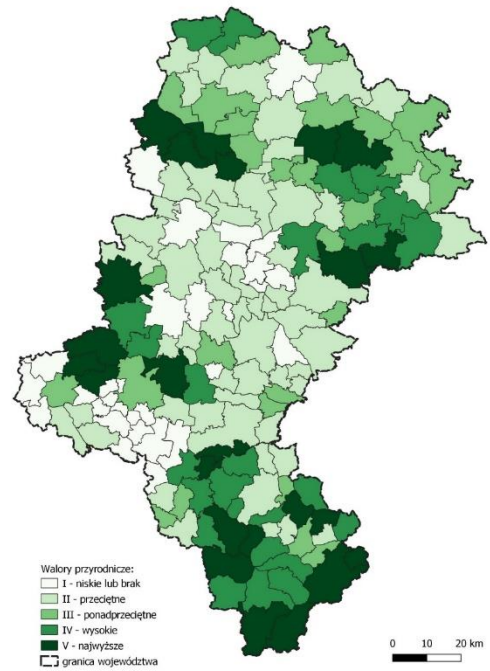 Walory przyrodnicze:
I - niskie lub brak
II - przeciętne
III - ponadprzeciętne
IV - wysokie
V - najwyższe
granica województwa
0 10 20 km